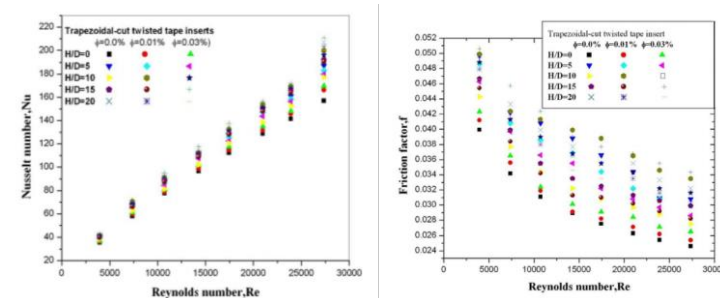 220
200
180
160
140
120
100
80
60
40
20
Nusselt number,Nu
Trapezoidal-cut twisted tape inserts
ϕ=0.0% ϕ=0.01% ϕ=0.03%)
H/D=0
H/D=5
H/D=10
H/D=15
H/D=20
0 5000 10000 15000 20000 25000 30000
Reynolds number,Re
0.052
0.050
0.048
0.046
0.044
0.042
0.040
0.038
0.036
0.034
0.032
0.030
0.028
0.026
0.024
Friction factor,f
Trapezoidal-cut twisted tape insert
ϕ=0.0% ϕ=0.01% ϕ=0.03%
H/D=0
H/D=5
H/D=10
H/D=15
H/D=20
0 5000 10000 15000 20000 25000 30000
Reynolds number,Re